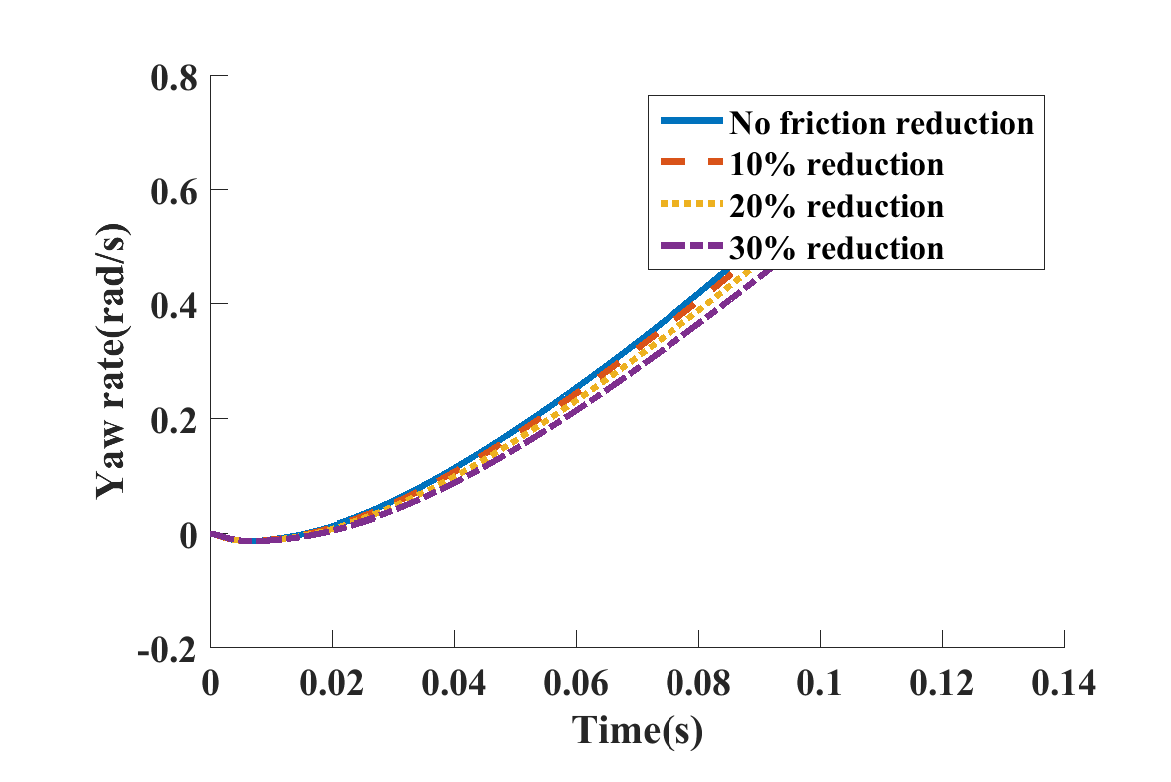 0.8
0.6
0.4
0.2
0
-0.2
Yaw rate(rad/s)
No friction reduction
10% reduction
20% reduction
30% reduction
0 0.02 0.04 0.06 0.08 0.1 0.12 0.14
Time(s)